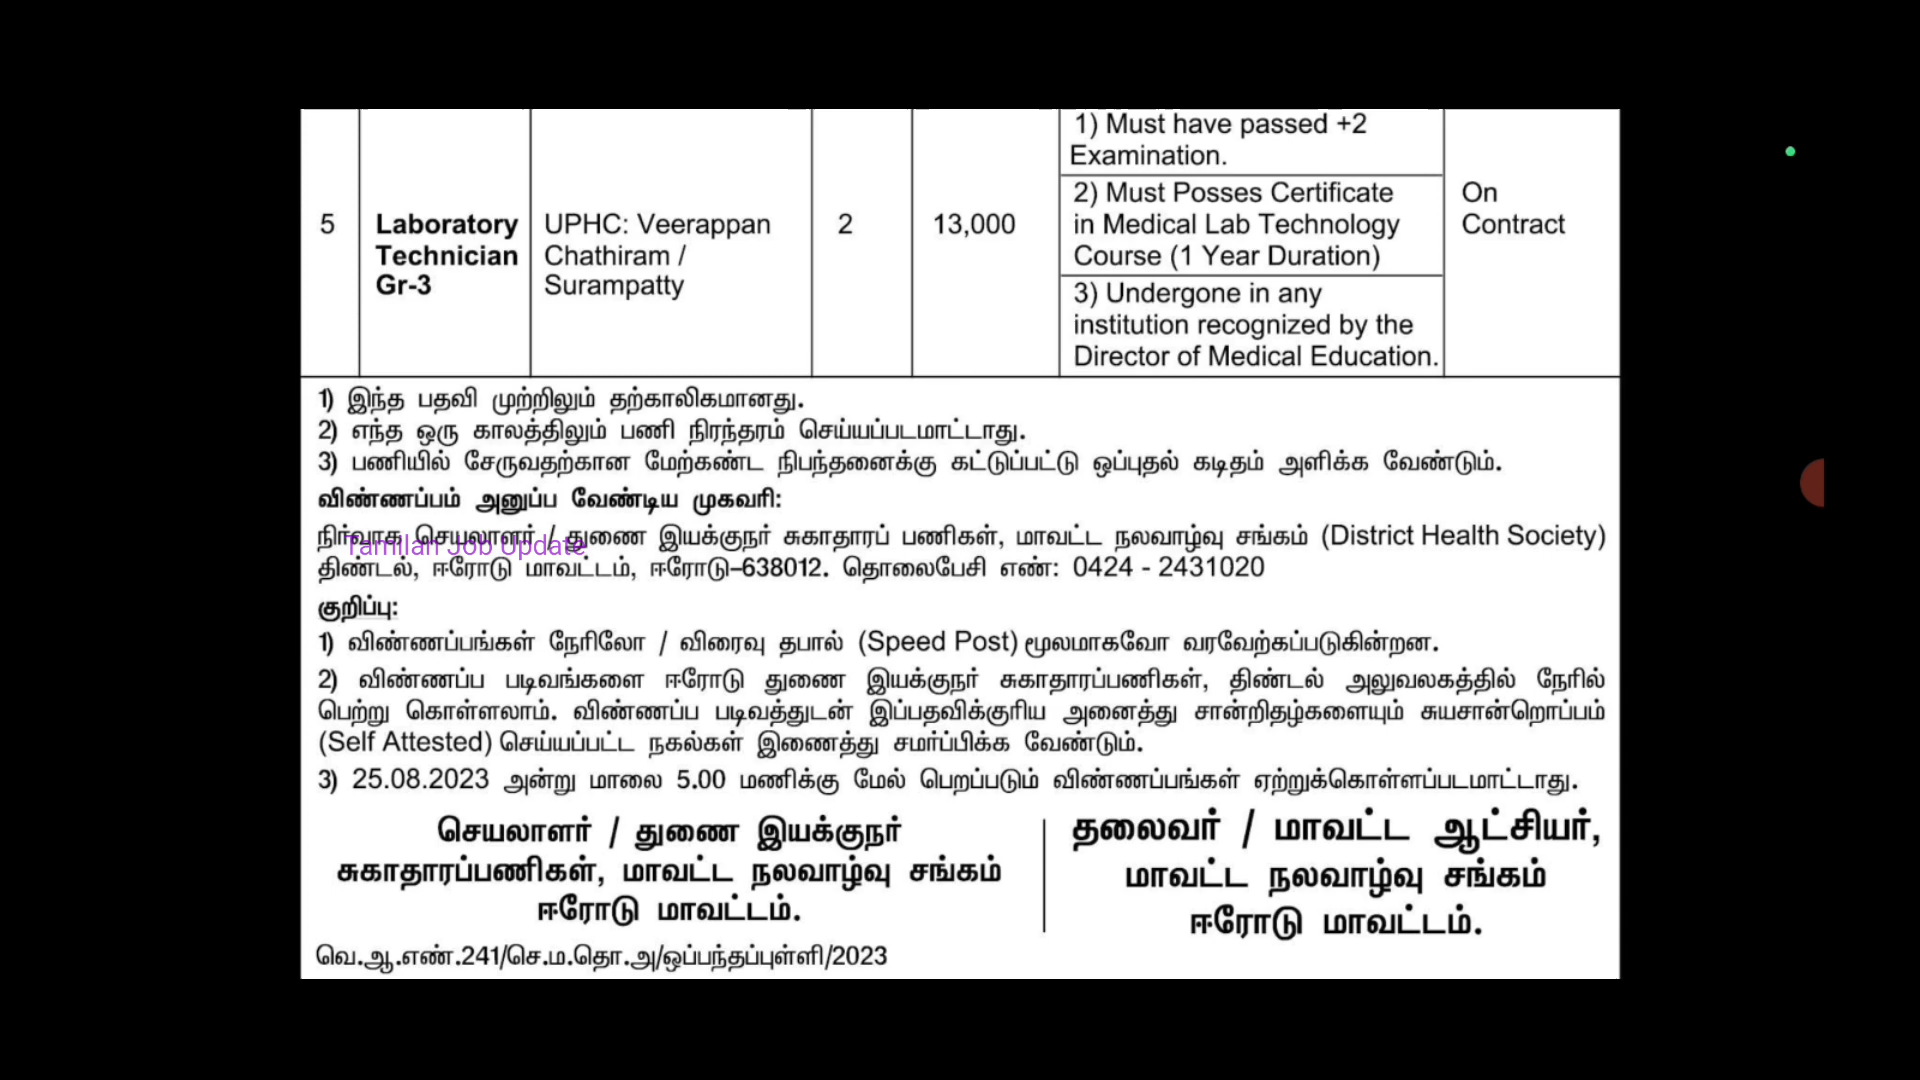 5
Laboratory
Technician
Gr-3
UPHC: Veerappan
Chathiram /
Surampatty
2
13,000
1) Must have passed +2
Examination.
2) Must Posses Certificate
in Medical Lab Technology
Course (1 Year Duration)
3) Undergone in any
institution recognized by the
Director of Medical Education.
On
Contract
1) இந்த பதவி முற்றிலும் தற்காலிகமானது.
2) எந்த ஒரு காலத்திலும் பணி நிரந்தரம் செய்யப்படமாட்டாது.
3) பணியில் சேருவதற்கான மேற்கண்ட நிபந்தனைக்கு கட்டுப்பட்டு ஒப்புதல் கடிதம் அளிக்க வேண்டும்.
விண்ணப்பம் அனுப்ப வேண்டிய முகவரி:
நிர்வாக செயலாளர் / துணை இயக்குநர் சுகாதாரப் பணிகள், மாவட்ட நலவாழ்வு சங்கம் (District Health Society)
Tamilan Job Update
திண்டல், ஈரோடு மாவட்டம், ஈரோடு–638012. தொலைபேசி எண்: 0424 - 2431020
குறிப்பு:
1) விண்ணப்பங்கள் நேரிலோ / விரைவு தபால் (Speed Post) மூலமாகவோ வரவேற்கப்படுகின்றன.
2) விண்ணப்ப படிவங்களை ஈரோடு துணை இயக்குநர் சுகாதாரப்பணிகள், திண்டல் அலுவலகத்தில் நேரில்
பெற்று கொள்ளலாம். விண்ணப்ப படிவத்துடன் இப்பதவிக்குரிய அனைத்து சான்றிதழ்களையும் சுயசான்றொப்பம்
(Self Attested) செய்யப்பட்ட நகல்கள் இணைத்து சமர்ப்பிக்க வேண்டும்.
3) 25.08.2023 அன்று மாலை 5.00 மணிக்கு மேல் பெறப்படும் விண்ணப்பங்கள் ஏற்றுக்கொள்ளப்படமாட்டாது.
செயலாளர் / துணை இயக்குநர்
சுகாதாரப்பணிகள், மாவட்ட நலவாழ்வு சங்கம்
ஈரோடு மாவட்டம்.
தலைவர் / மாவட்ட ஆட்சியர்,
மாவட்ட நலவாழ்வு சங்கம்
ஈரோடு மாவட்டம்.
வெ.ஆ.எண்.241/செ.ம.தொ.அ/ஒப்பந்தப்புள்ளி/2023